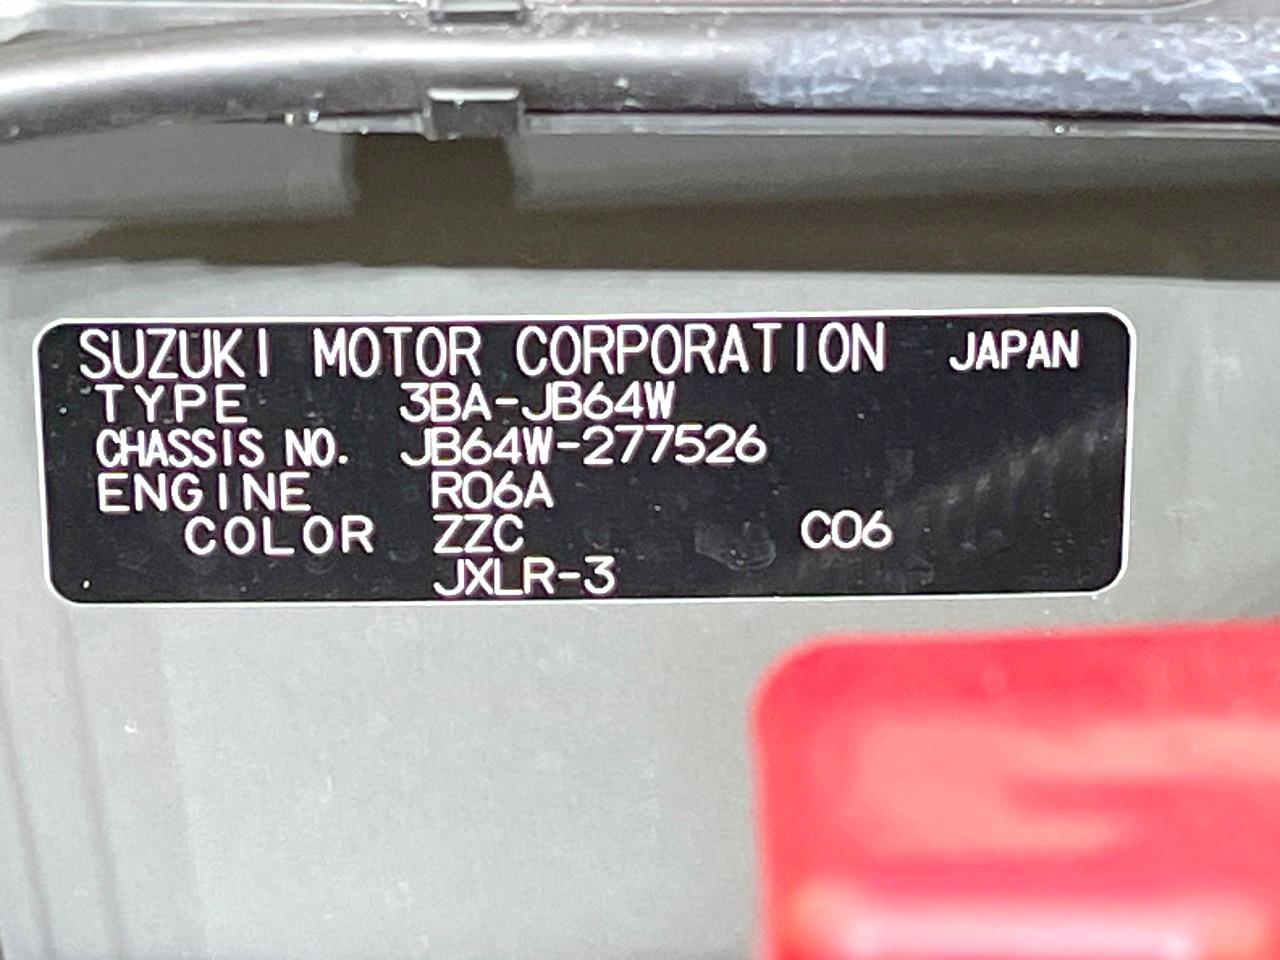 SUZUKI MOTOR CORPORATION JAPAN
TYPE 3BA-JB64W
CHASSIS NO. JB64W-277526
ENGINE R06A
COLOR ZZC C06
JXLR-3